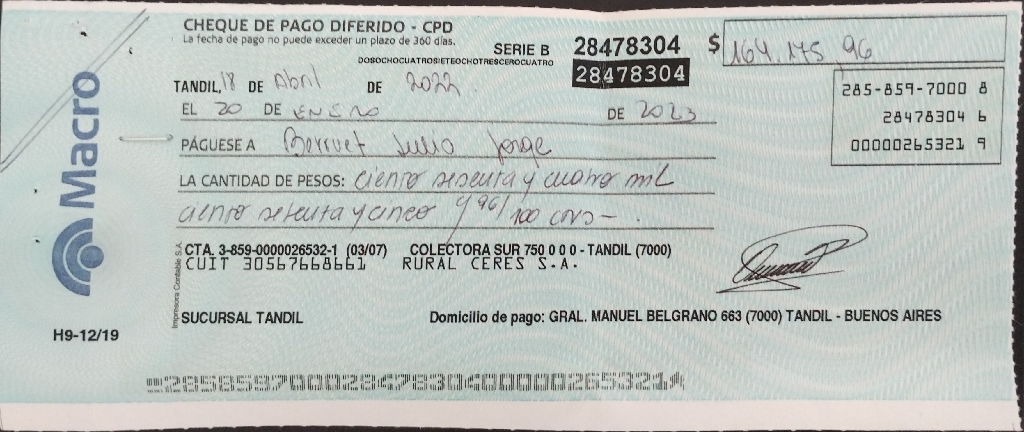 CHEQUE DE PAGO DIFERIDO - CPD
La fecha de pago no puede exceder un plazo de 360 días.
SERIE B 28478304 $ 164.175,96
DOSOCHOCUATROSIETEOCHOTRESCEROCUATRO
28478304
TANDIL, 18 DE Abril DE 2022.
285-859-7000 8
EL 20 DE ENERO DE 2023
28478304 6
00000265321 9
PÁGUESE A Berruet Julio Jorge
LA CANTIDAD DE PESOS: ciento sesenta y cuatro mil
ciento setenta y cinco y 96/100 ctvs-.
CTA. 3-859-0000026532-1 (03/07) COLECTORA SUR 750 0 0 0 - TANDIL (7000)
CUIT 30567668661 RURAL CERES S.A.
SUCURSAL TANDIL
Domicilio de pago: GRAL. MANUEL BELGRANO 663 (7000) TANDIL - BUENOS AIRES
Macro
H9-12/19
Impresora Contable S.A.
285859700028478304000002653214